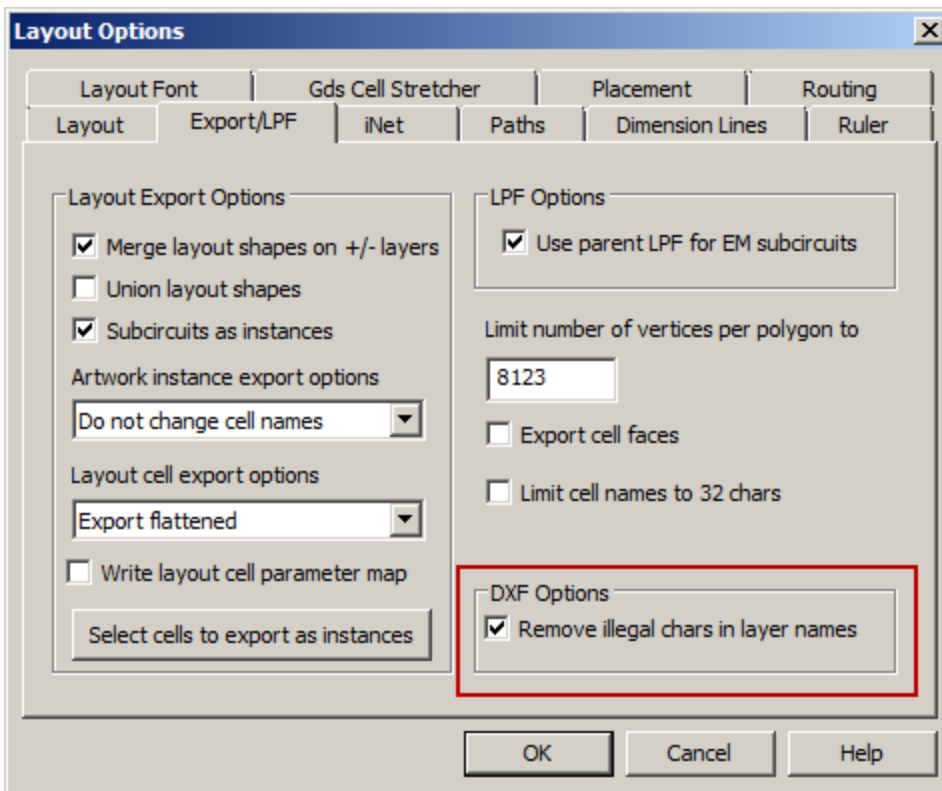 Layout Options
Layout Font
Gds Cell Stretcher
Placement
Routing
Layout
Export/LPF
iNet
Paths
Dimension Lines
Ruler
Layout Export Options
Merge layout shapes on +/- layers
Union layout shapes
Subcircuits as instances
Artwork instance export options
Do not change cell names
Layout cell export options
Export flattened
Write layout cell parameter map
Select cells to export as instances
LPF Options
Use parent LPF for EM subcircuits
Limit number of vertices per polygon to
8123
Export cell faces
Limit cell names to 32 chars
DXF Options
Remove illegal chars in layer names
OK
Cancel
Help